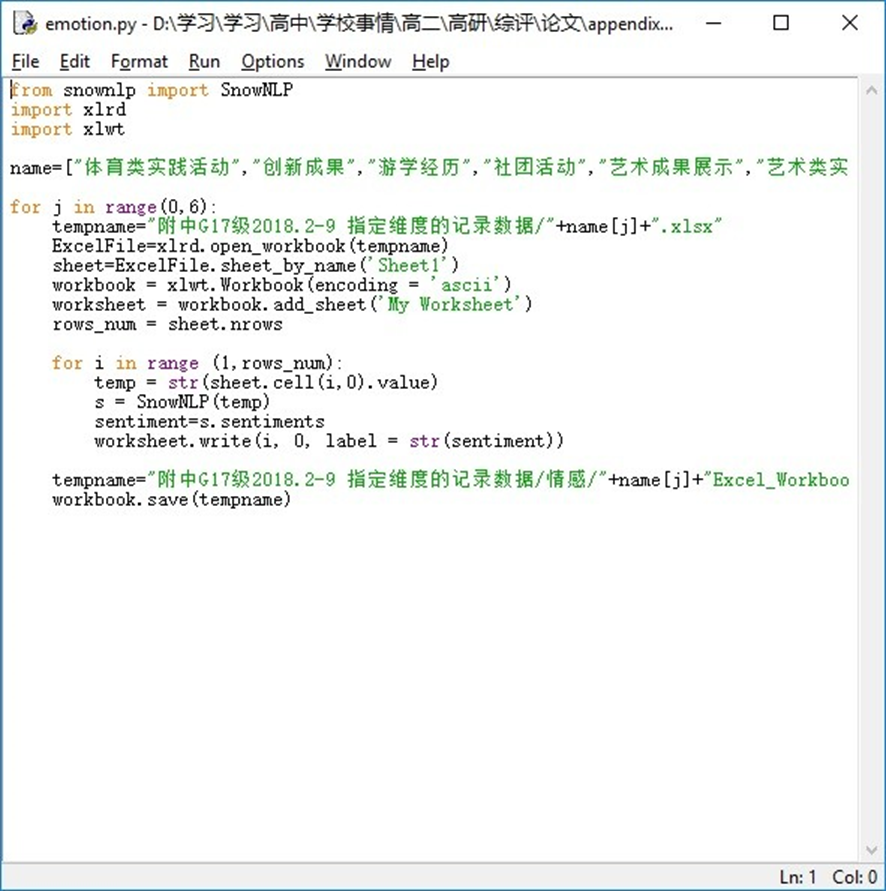 emotion.py - D:\学习\学习\高中\学校事情\高二\高研\综评\论文\appendix...
File Edit Format Run Options Window Help
from snownlp import SnowNLP
import xlrd
import xlwt
name=["体育类实践活动","创新成果","游学经历","社团活动","艺术成果展示","艺术类实
for j in range(0,6):
    tempname="附中G17级2018.2-9 指定维度的记录数据/"+name[j]+".xlsx"
    ExcelFile=xlrd.open_workbook(tempname)
    sheet=ExcelFile.sheet_by_name('Sheet1')
    workbook = xlwt.Workbook(encoding = 'ascii')
    worksheet = workbook.add_sheet('My Worksheet')
    rows_num = sheet.nrows
    for i in range (1,rows_num):
        temp = str(sheet.cell(i,0).value)
        s = SnowNLP(temp)
        sentiment=s.sentiments
        worksheet.write(i, 0, label = str(sentiment))
    tempname="附中G17级2018.2-9 指定维度的记录数据/情感/"+name[j]+"Excel_Workboo
    workbook.save(tempname)
Ln: 1 Col: 0